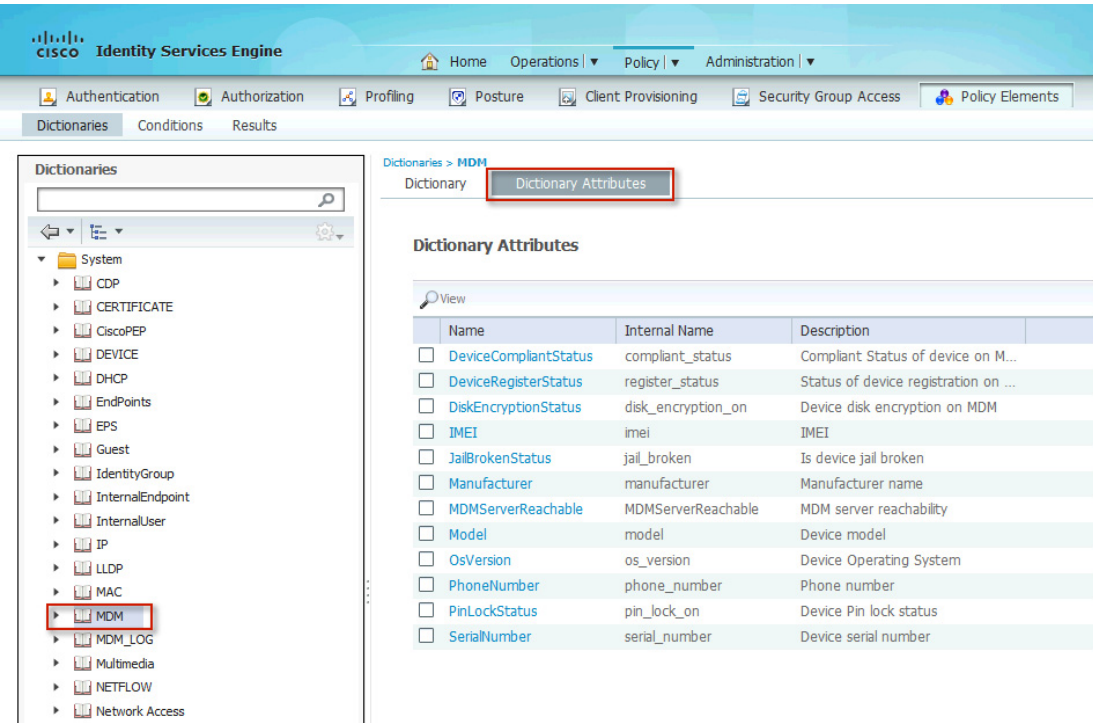 CISCO Identity Services Engine
Home Operations | ▼ Policy | ▼ Administration | ▼
Authentication Authorization Profiling Posture Client Provisioning Security Group Access Policy Elements
Dictionaries Conditions Results
Dictionaries
System
CDP
CERTIFICATE
CiscoPEP
DEVICE
DHCP
EndPoints
EPS
Guest
IdentityGroup
InternalEndpoint
InternalUser
IP
LLDP
MAC
MDM
MDM_LOG
Multimedia
NETFLOW
Network Access
Dictionaries > MDM
Dictionary Dictionary Attributes
Dictionary Attributes
View
Name Internal Name Description
DeviceCompliantStatus compliant_status Compliant Status of device on M...
DeviceRegisterStatus register_status Status of device registration on ...
DiskEncryptionStatus disk_encryption_on Device disk encryption on MDM
IMEI imei IMEI
JailBrokenStatus jail_broken Is device jail broken
Manufacturer manufacturer Manufacturer name
MDMServerReachable MDMServerReachable MDM server reachability
Model model Device model
OsVersion os_version Device Operating System
PhoneNumber phone_number Phone number
PinLockStatus pin_lock_on Device Pin lock status
SerialNumber serial_number Device serial number